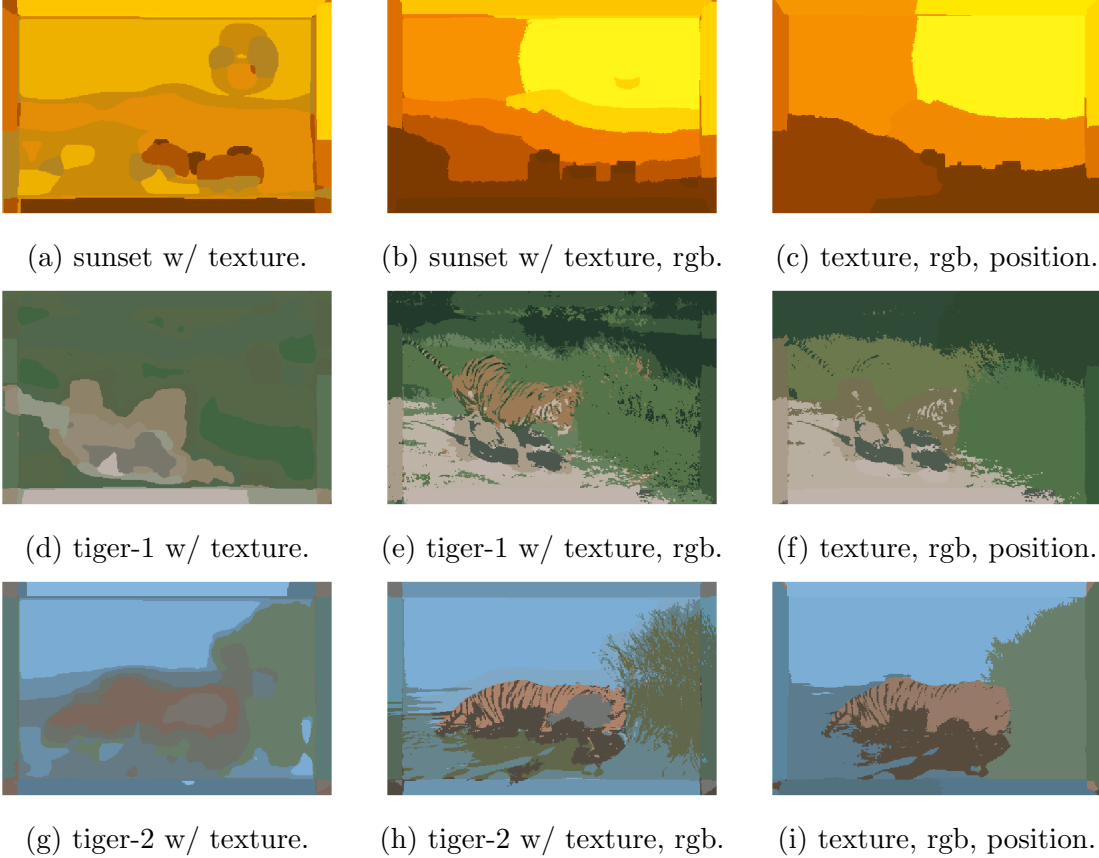 (a) sunset w/ texture.
(b) sunset w/ texture, rgb.
(c) texture, rgb, position.
(d) tiger-1 w/ texture.
(e) tiger-1 w/ texture, rgb.
(f) texture, rgb, position.
(g) tiger-2 w/ texture.
(h) tiger-2 w/ texture, rgb.
(i) texture, rgb, position.